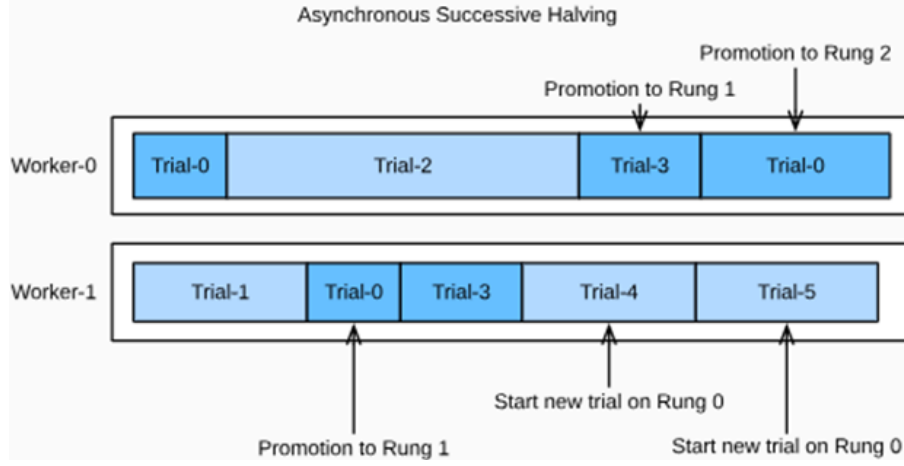 Asynchronous Successive Halving
Promotion to Rung 2
Promotion to Rung 1
Worker-0
Trial-0
Trial-2
Trial-3
Trial-0
Worker-1
Trial-1
Trial-0
Trial-3
Trial-4
Trial-5
Start new trial on Rung 0
Promotion to Rung 1
Start new trial on Rung 0